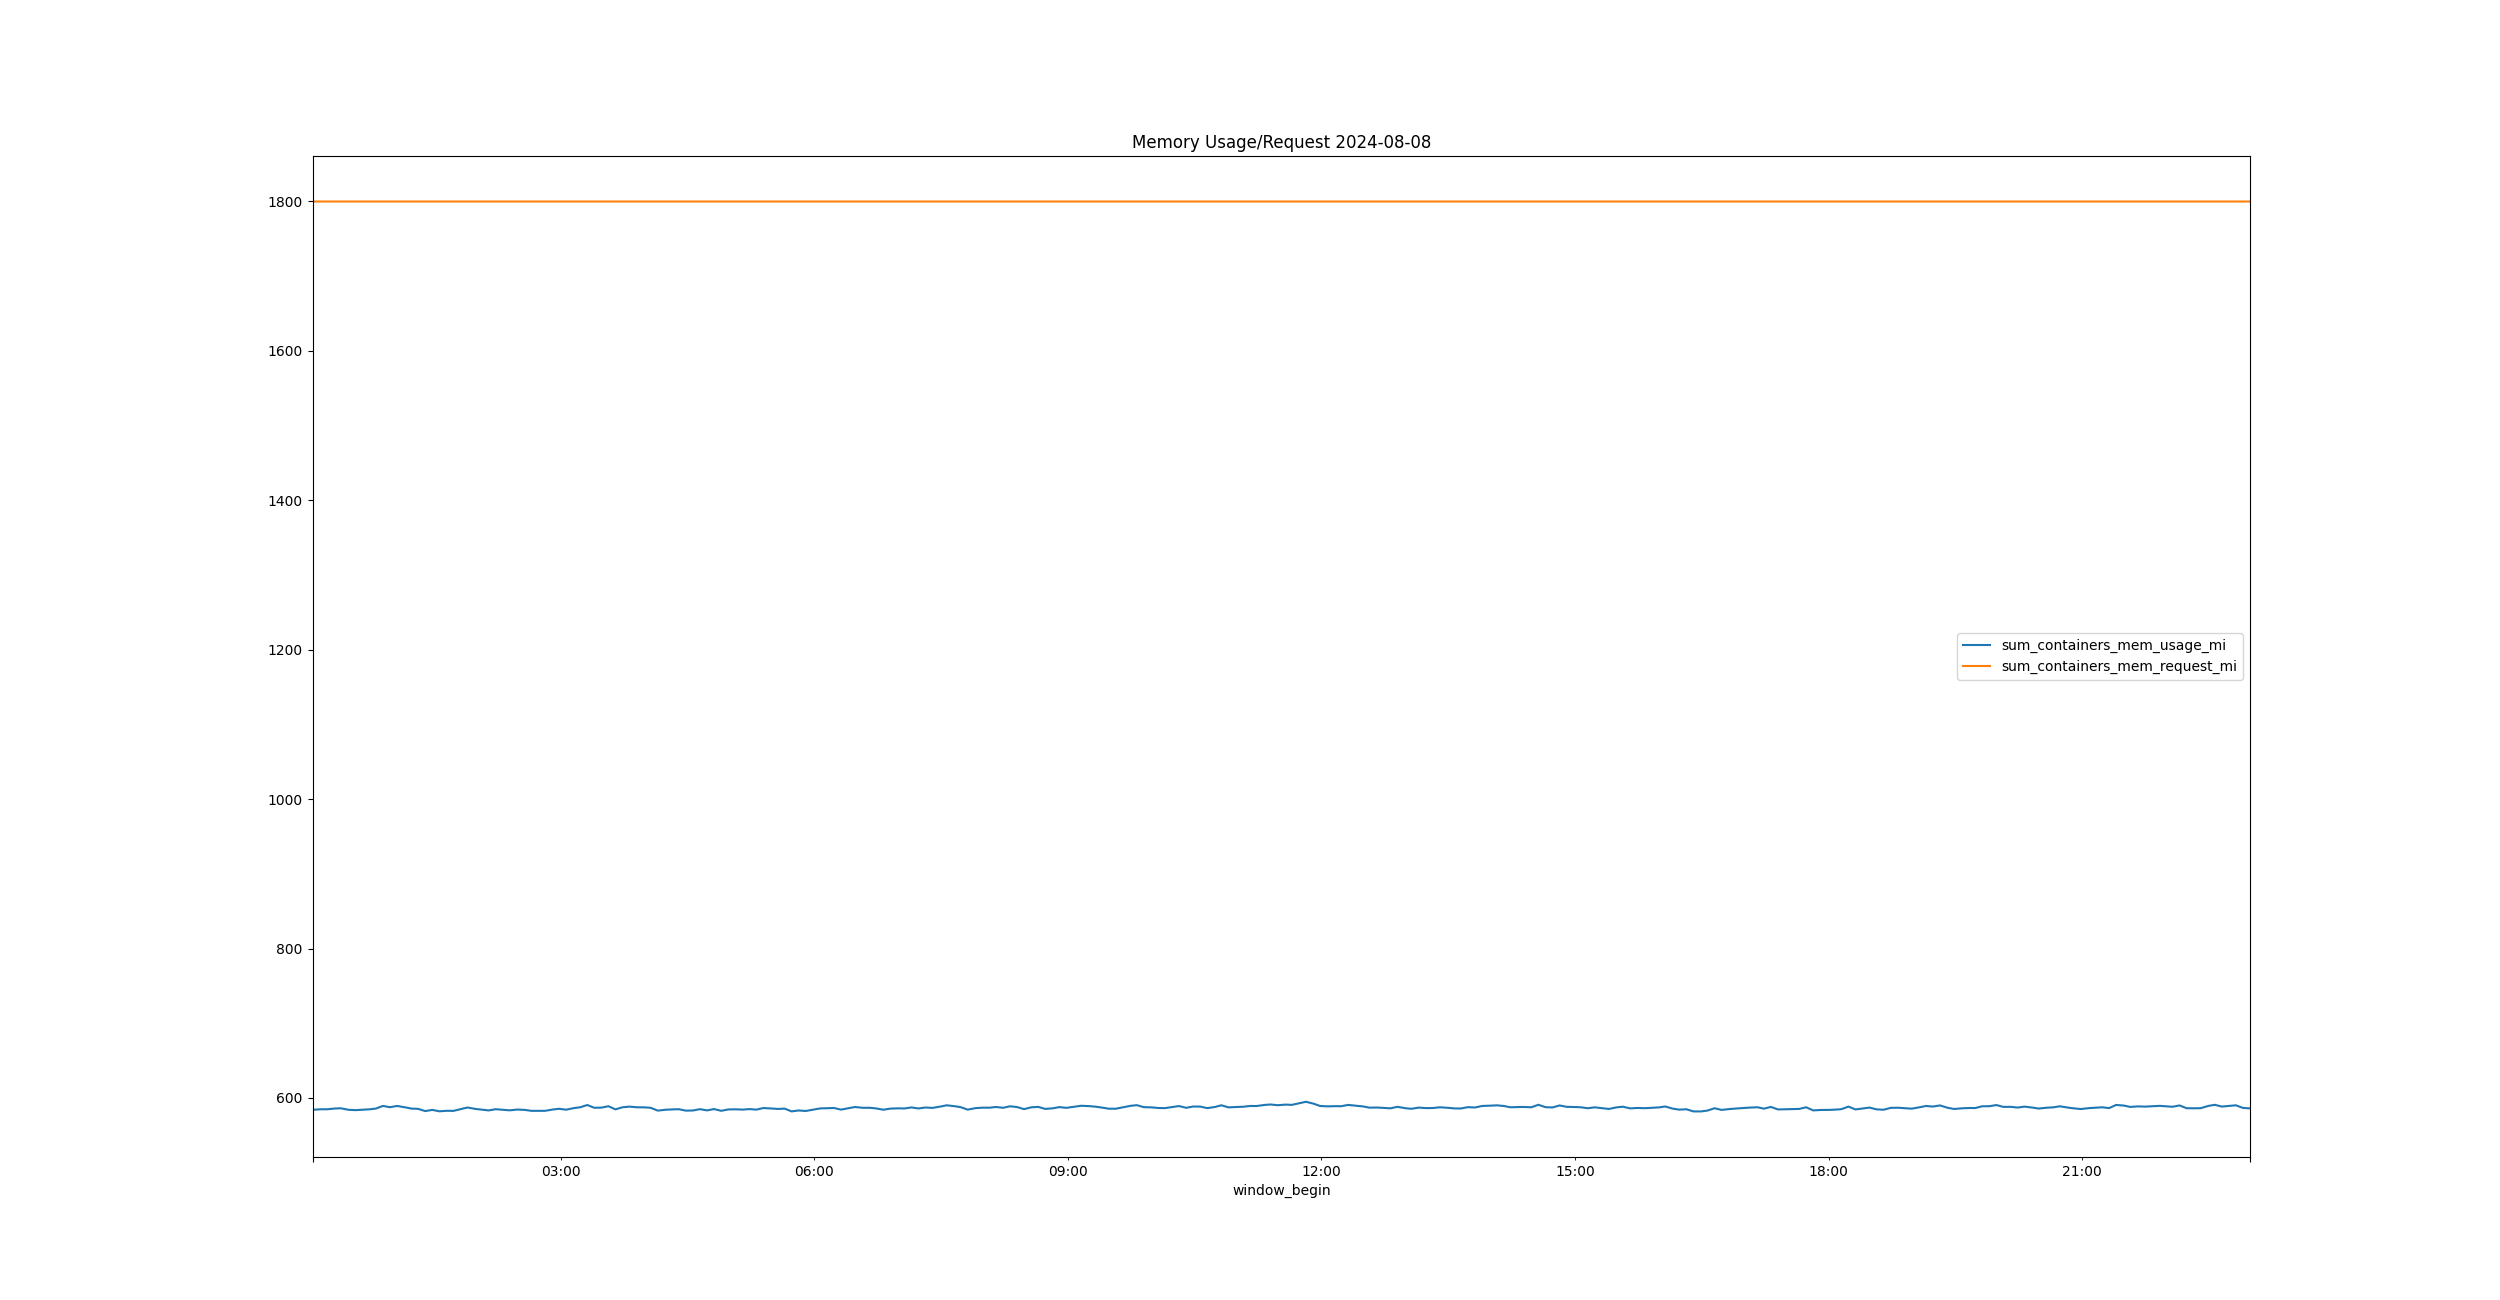 Memory Usage/Request 2024-08-08
1800
1600
1400
1200
1000
800
600
sum_containers_mem_usage_mi
sum_containers_mem_request_mi
03:00 06:00 09:00 12:00 15:00 18:00 21:00
window_begin